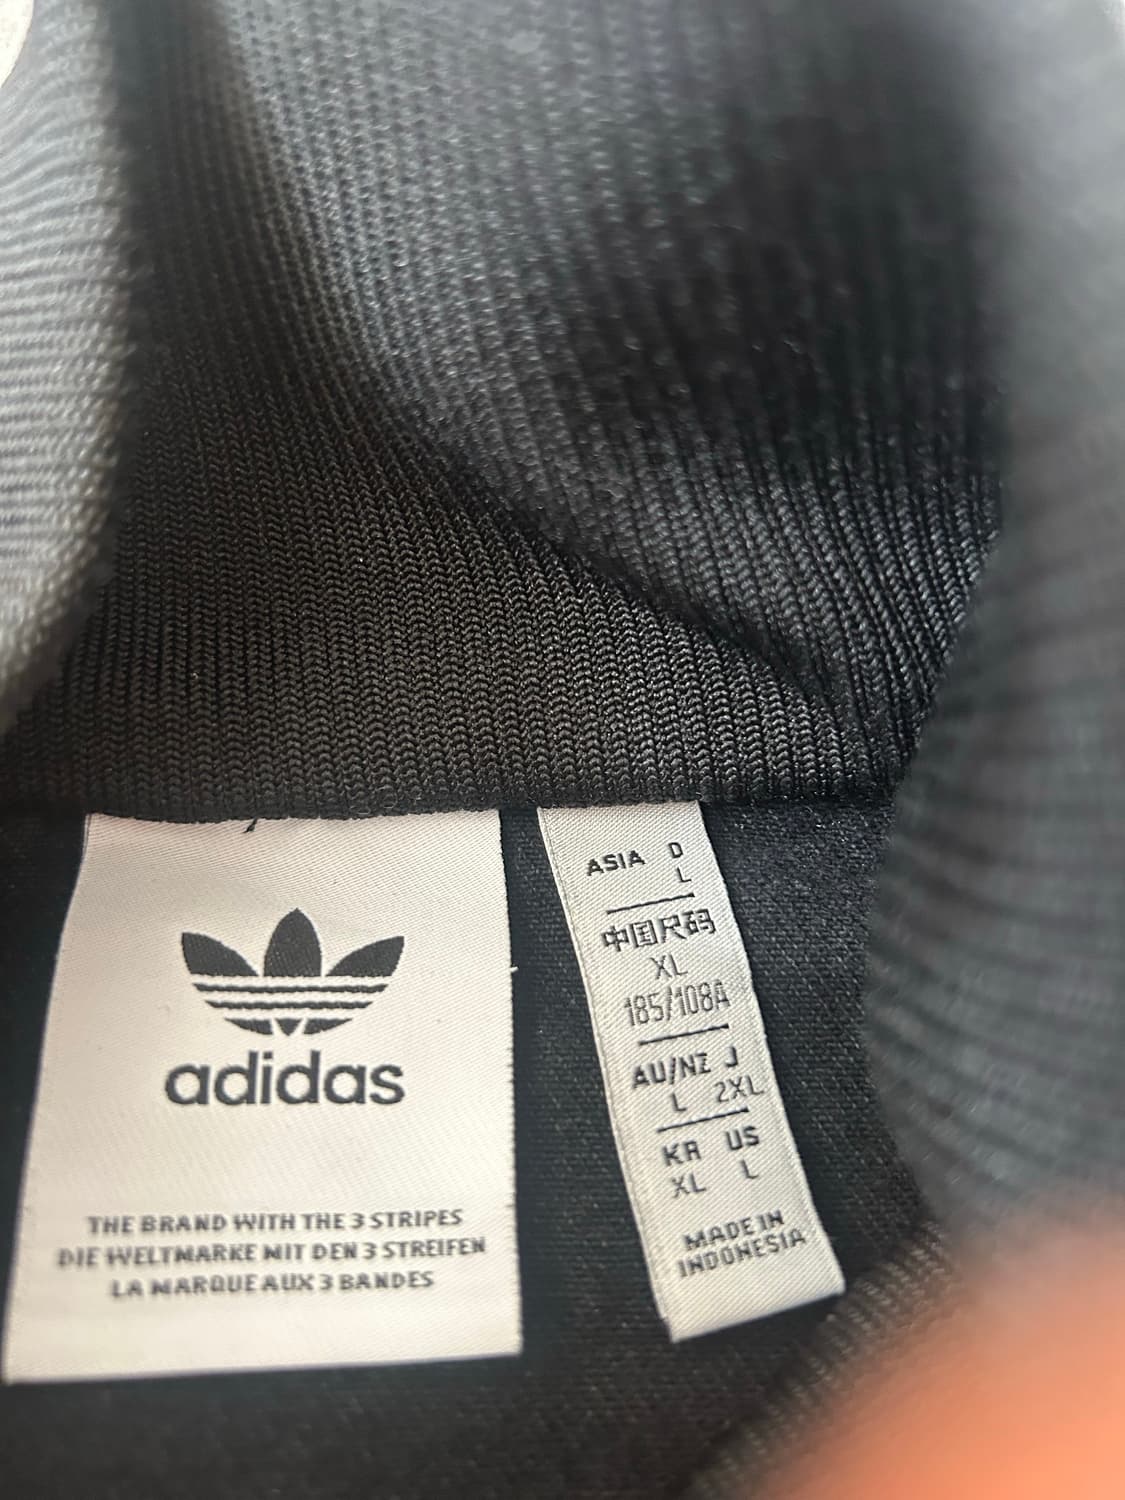 adidas
THE BRAND WITH THE 3 STRIPES
DIE WELTMARKE MIT DEN 3 STREIFEN
LA MARQUE AUX 3 BANDES
ASIA D
L
中国尺码
XL
185/108A
AU/NZ J
L 2XL
KR US
XL L
MADE IN
INDONESIA